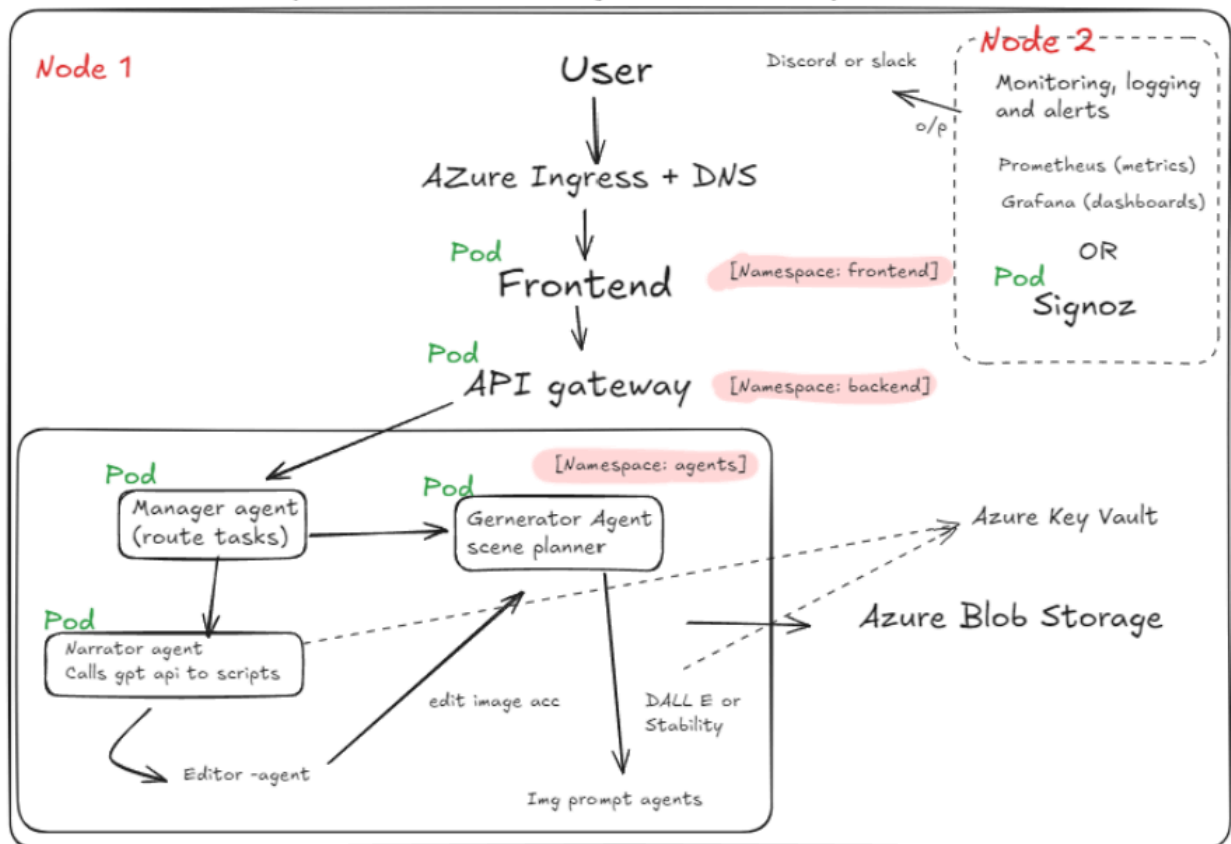 Node 1
User
Discord or slack
Node 2
Monitoring, logging
and alerts
o/p
AZure Ingress + DNS
Prometheus (metrics)
Grafana (dashboards)
OR
Pod
Signoz
Pod
Frontend
[Namespace: frontend]
Pod
API gateway
[Namespace: backend]
[Namespace: agents]
Pod
Manager agent
(route tasks)
Pod
Gernerator Agent
scene planner
Azure Key Vault
Pod
Narrator agent
Calls gpt api to scripts
Azure Blob Storage
edit image acc
DALL E or
Stability
Editor -agent
Img prompt agents